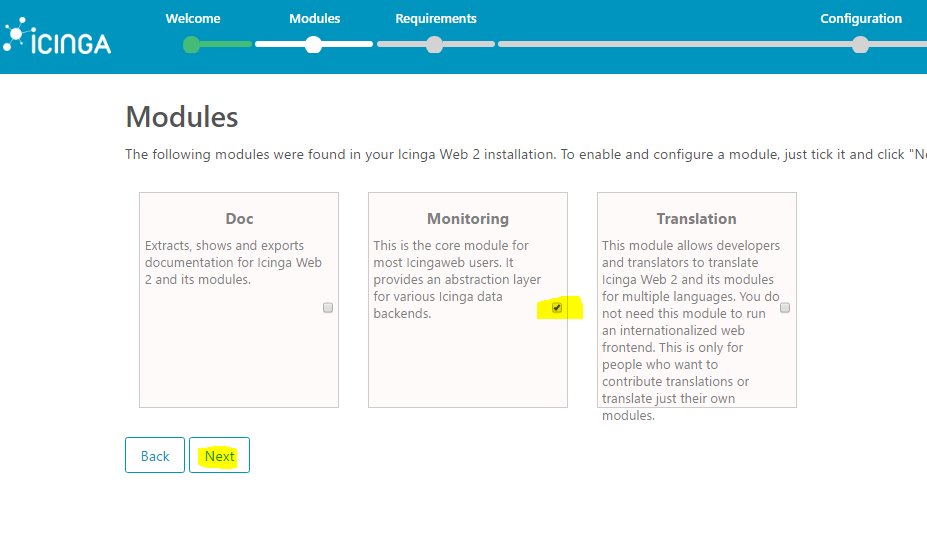 Welcome
Modules
Requirements
Configuration
ICINGA
Modules
The following modules were found in your Icinga Web 2 installation. To enable and configure a module, just tick it and click "Ne
Doc
Extracts, shows and exports
documentation for Icinga Web
2 and its modules.
Monitoring
This is the core module for
most Icingaweb users. It
provides an abstraction layer
for various Icinga data
backends.
Translation
This module allows developers
and translators to translate
Icinga Web 2 and its modules
for multiple languages. You do
not need this module to run
an internationalized web
frontend. This is only for
people who want to
contribute translations or
translate just their own
modules.
Back
Next